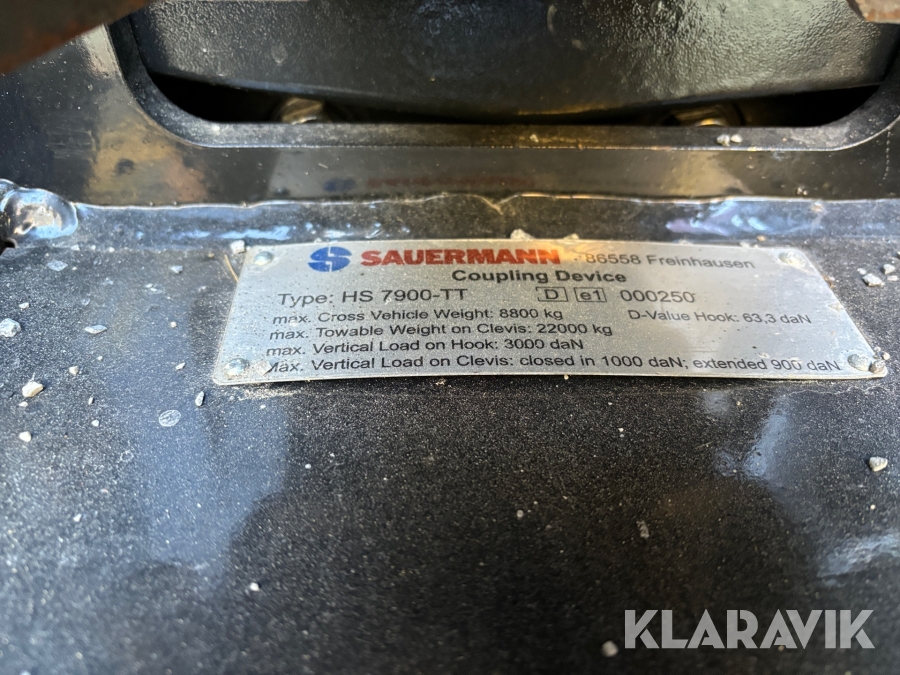 SAUERMANN 86558 Freinhausen
Coupling Device
Type: HS 7900-TT D e1 000250
max. Cross Vehicle Weight: 8800 kg D-Value Hook: 63,3 daN
max. Towable Weight on Clevis: 22000 kg
max. Vertical Load on Hook: 3000 daN
Max. Vertical Load on Clevis: closed in 1000 daN; extended 900 daN
KLARAVIK